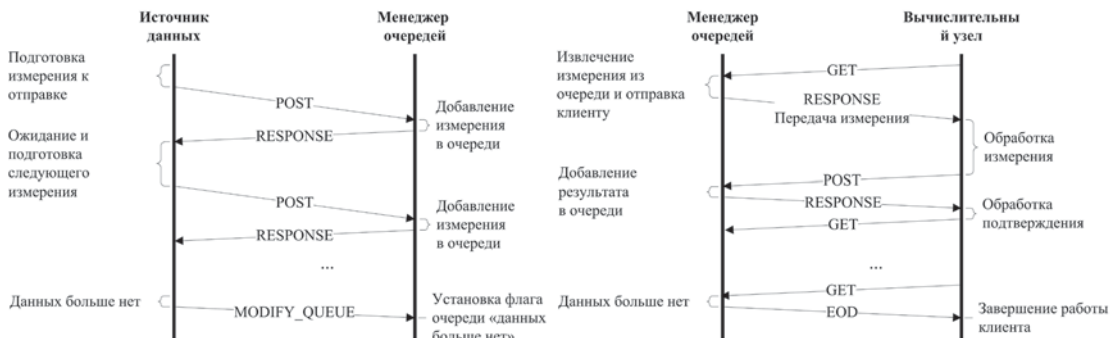 Источник
данных
Менеджер
очередей
Подготовка
измерения к
отправке
POST
Добавление
измерения
в очереди
RESPONSE
Ожидание и
подготовка
следующего
измерения
POST
Добавление
измерения
в очереди
RESPONSE
...
Данных больше нет
MODIFY_QUEUE
Установка флага
очереди «данных
больше нет»
Менеджер
очередей
Вычислительны
й узел
Извлечение
измерения из
очереди и отправка
клиенту
GET
RESPONSE
Передача измерения
Обработка
измерения
POST
Добавление
результата
в очереди
RESPONSE
Обработка
подтверждения
GET
...
GET
Данных больше нет
EOD
Завершение работы
клиента